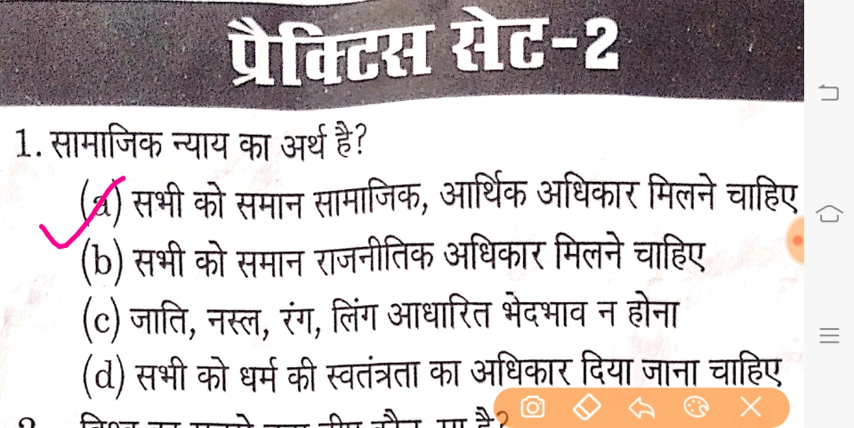 प्रैक्टिस सेट-2
1. सामाजिक न्याय का अर्थ है?
(a) सभी को समान सामाजिक, आर्थिक अधिकार मिलने चाहिए
(b) सभी को समान राजनीतिक अधिकार मिलने चाहिए
(c) जाति, नस्ल, रंग, लिंग आधारित भेदभाव न होना
(d) सभी को धर्म की स्वतंत्रता का अधिकार दिया जाना चाहिए